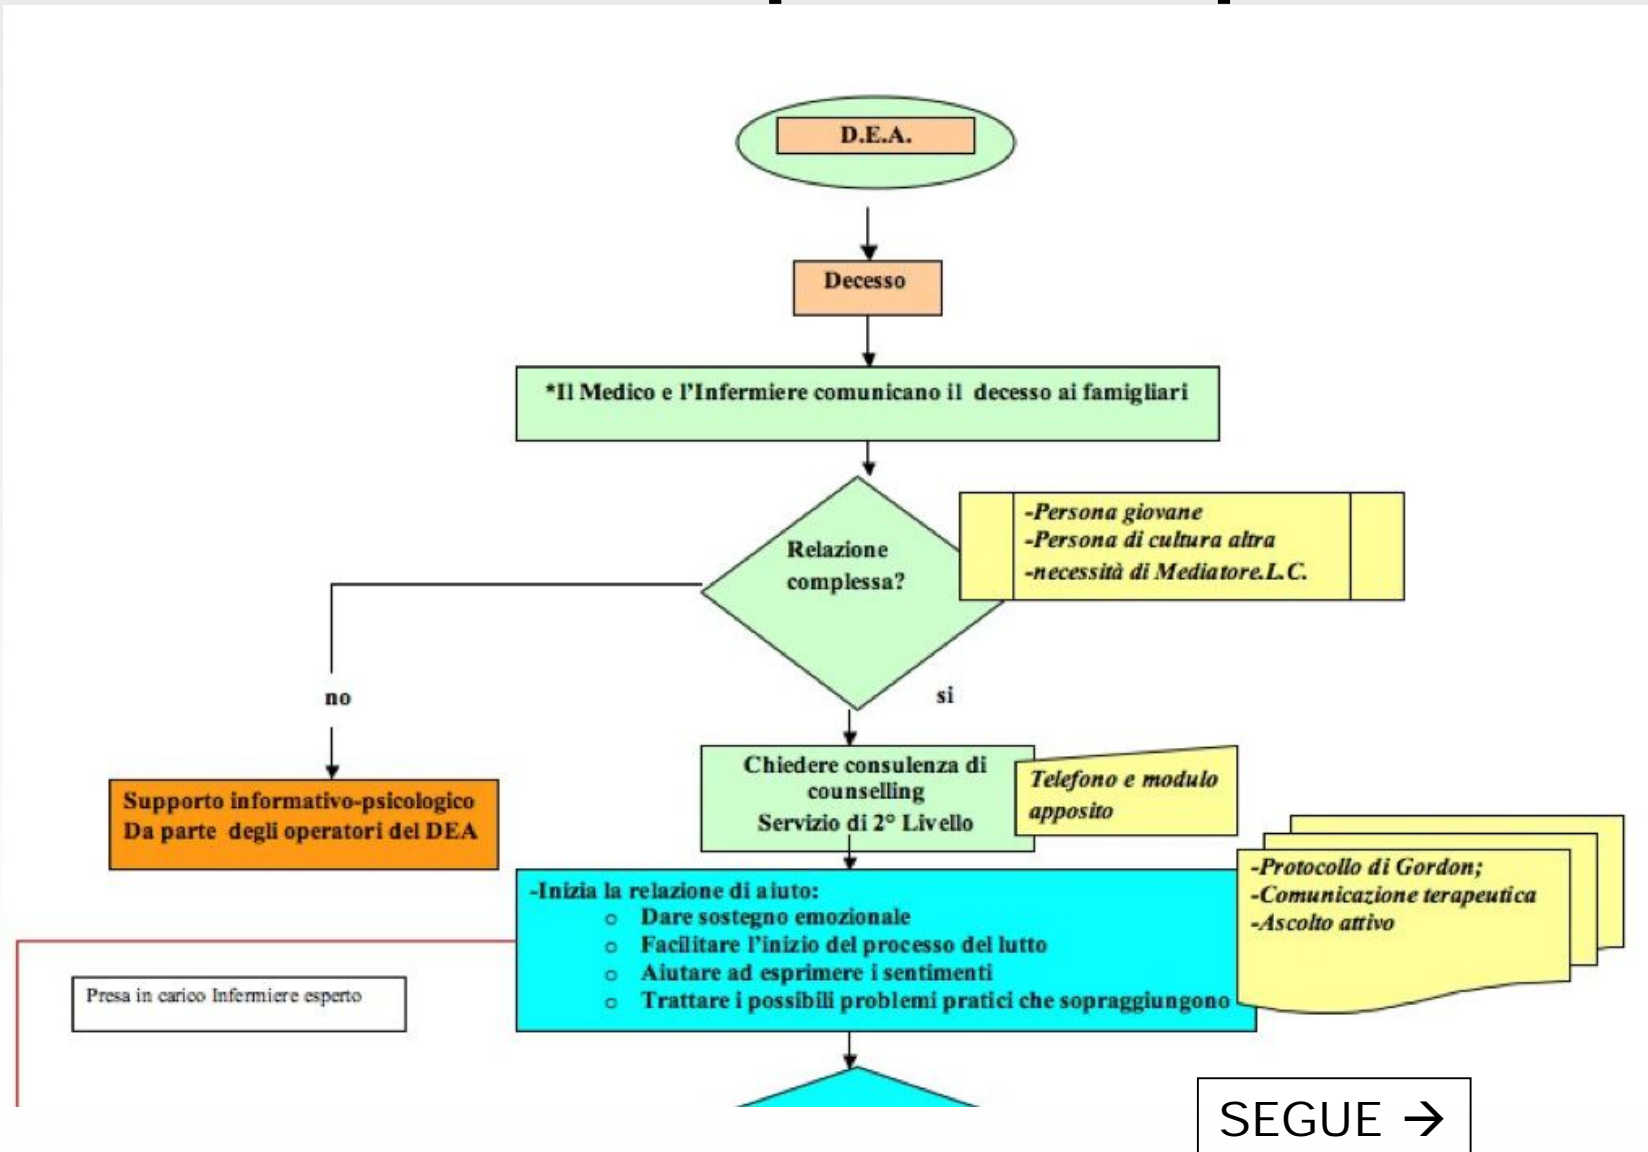 D.E.A.
Decesso
*Il Medico e l'Infermiere comunicano il decesso ai famigliari
Relazione
complessa?
-Persona giovane
-Persona di cultura altra
-necessità di Mediatore.L.C.
no
si
Supporto informativo-psicologico
Da parte degli operatori del DEA
Chiedere consulenza di
counselling
Servizio di 2° Livello
Telefono e modulo
apposito
-Inizia la relazione di aiuto:
o Dare sostegno emozionale
o Facilitare l'inizio del processo del lutto
o Aiutare ad esprimere i sentimenti
o Trattare i possibili problemi pratici che sopraggiungono
-Protocollo di Gordon;
-Comunicazione terapeutica
-Ascolto attivo
Presa in carico Infermiere esperto
SEGUE →